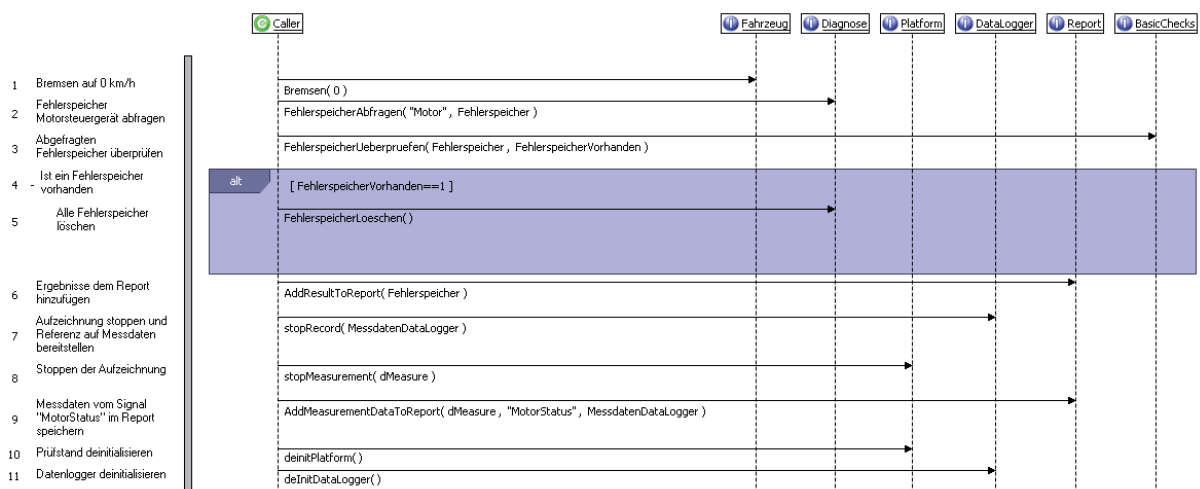 Caller
Fahrzeug
Diagnose
Platform
DataLogger
Report
BasicChecks
1 Bremsen auf 0 km/h
Bremsen( 0 )
2 Fehlerspeicher
Motorsteuergerät abfragen
FehlerspeicherAbfragen( "Motor" , Fehlerspeicher )
3 Abgefragten
Fehlerspeicher überprüfen
FehlerspeicherUeberpruefen( Fehlerspeicher , FehlerspeicherVorhanden )
4 - Ist ein Fehlerspeicher
vorhanden
alt
[ FehlerspeicherVorhanden==1 ]
5 Alle Fehlerspeicher
löschen
FehlerspeicherLoeschen( )
6 Ergebnisse dem Report
hinzufügen
AddResultToReport( Fehlerspeicher )
7 Aufzeichnung stoppen und
Referenz auf Messdaten
bereitstellen
stopRecord( MessdatenDataLogger )
8 Stoppen der Aufzeichnung
stopMeasurement( dMeasure )
9 Messdaten vom Signal
"MotorStatus" im Report
speichern
AddMeasurementDataToReport( dMeasure , "MotorStatus" , MessdatenDataLogger )
10 Prüfstand deinitialisieren
deinitPlatform( )
11 Datenlogger deinitialisieren
deInitDataLogger( )